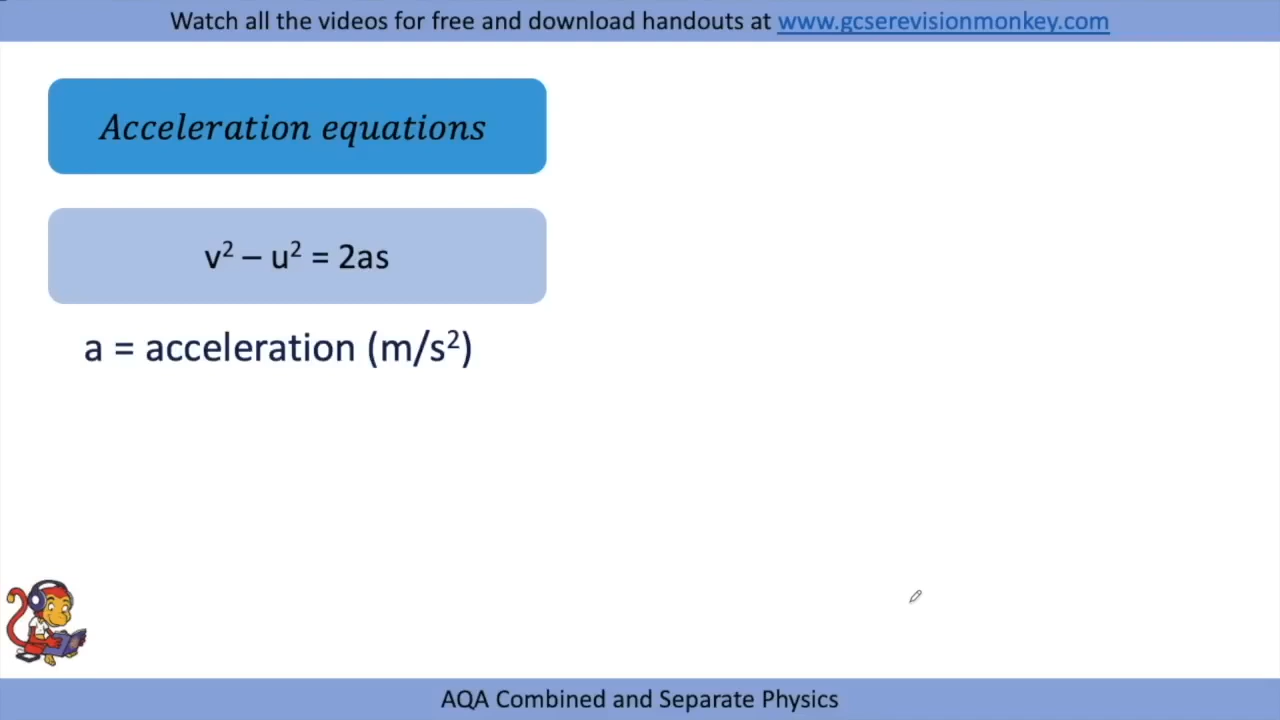 Watch all the videos for free and download handouts at www.gcserevisionmonkey.com
Acceleration equations
v² – u² = 2as
a = acceleration (m/s²)
AQA Combined and Separate Physics